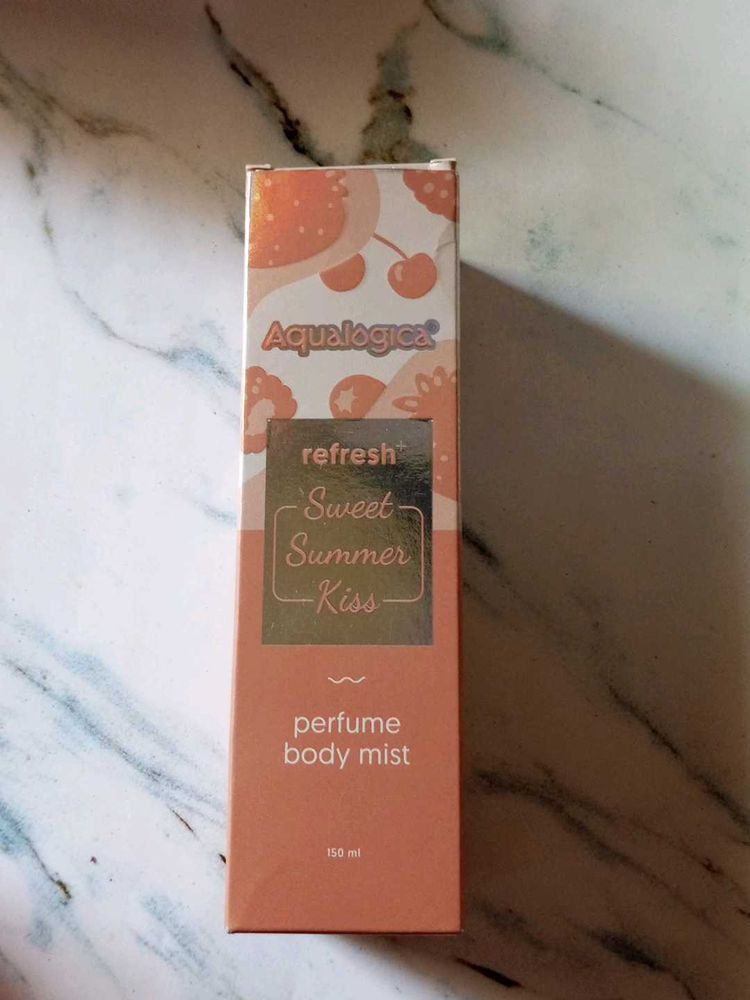 Aqualogica®
refresh+
Sweet
Summer
Kiss
perfume
body mist
150 ml